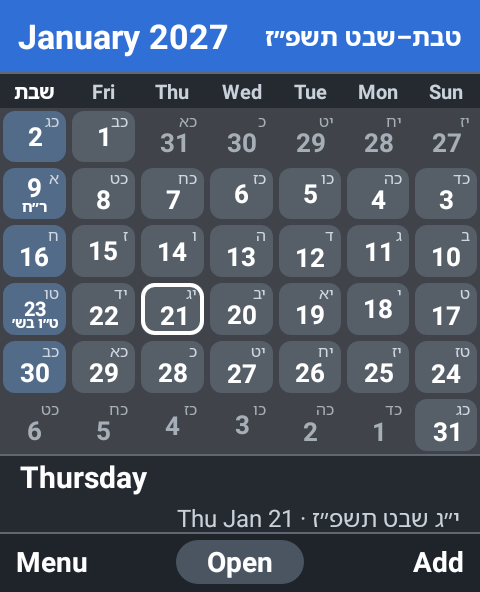 January 2027 טבת–שבט תשפ״ז
שבת Fri Thu Wed Tue Mon Sun
כג כב כא כ יט יח יז
2 1 31 30 29 28 27
א כט כח כז כו כה כד
9 8 7 6 5 4 3
ר״ח
ח ז ו ה ד ג ב
16 15 14 13 12 11 10
טו יד יג יב יא י ט
23 22 21 20 19 18 17
ט״ו בש׳
כב כא כ יט יח יז טז
30 29 28 27 26 25 24
כט כח כז כו כה כד כג
6 5 4 3 2 1 31
Thursday
Thu Jan 21 · י״ג שבט תשפ״ז
Menu Open Add